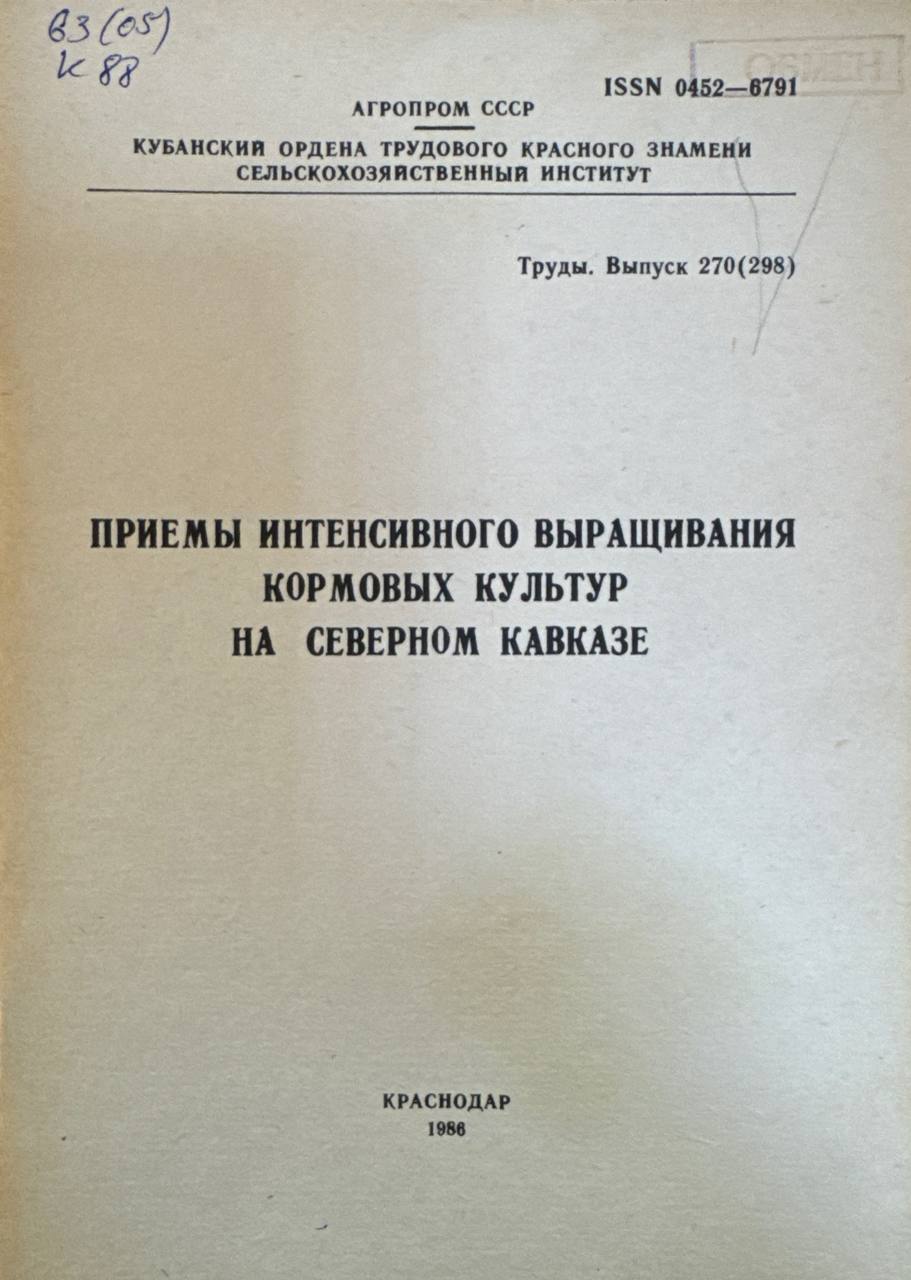 63(05)
К 88
ISSN 0452—6791
АГРОПРОМ СССР
КУБАНСКИЙ ОРДЕНА ТРУДОВОГО КРАСНОГО ЗНАМЕНИ
СЕЛЬСКОХОЗЯЙСТВЕННЫЙ ИНСТИТУТ
Труды. Выпуск 270(298)
ПРИЕМЫ ИНТЕНСИВНОГО ВЫРАЩИВАНИЯ
КОРМОВЫХ КУЛЬТУР
НА СЕВЕРНОМ КАВКАЗЕ
КРАСНОДАР
1986